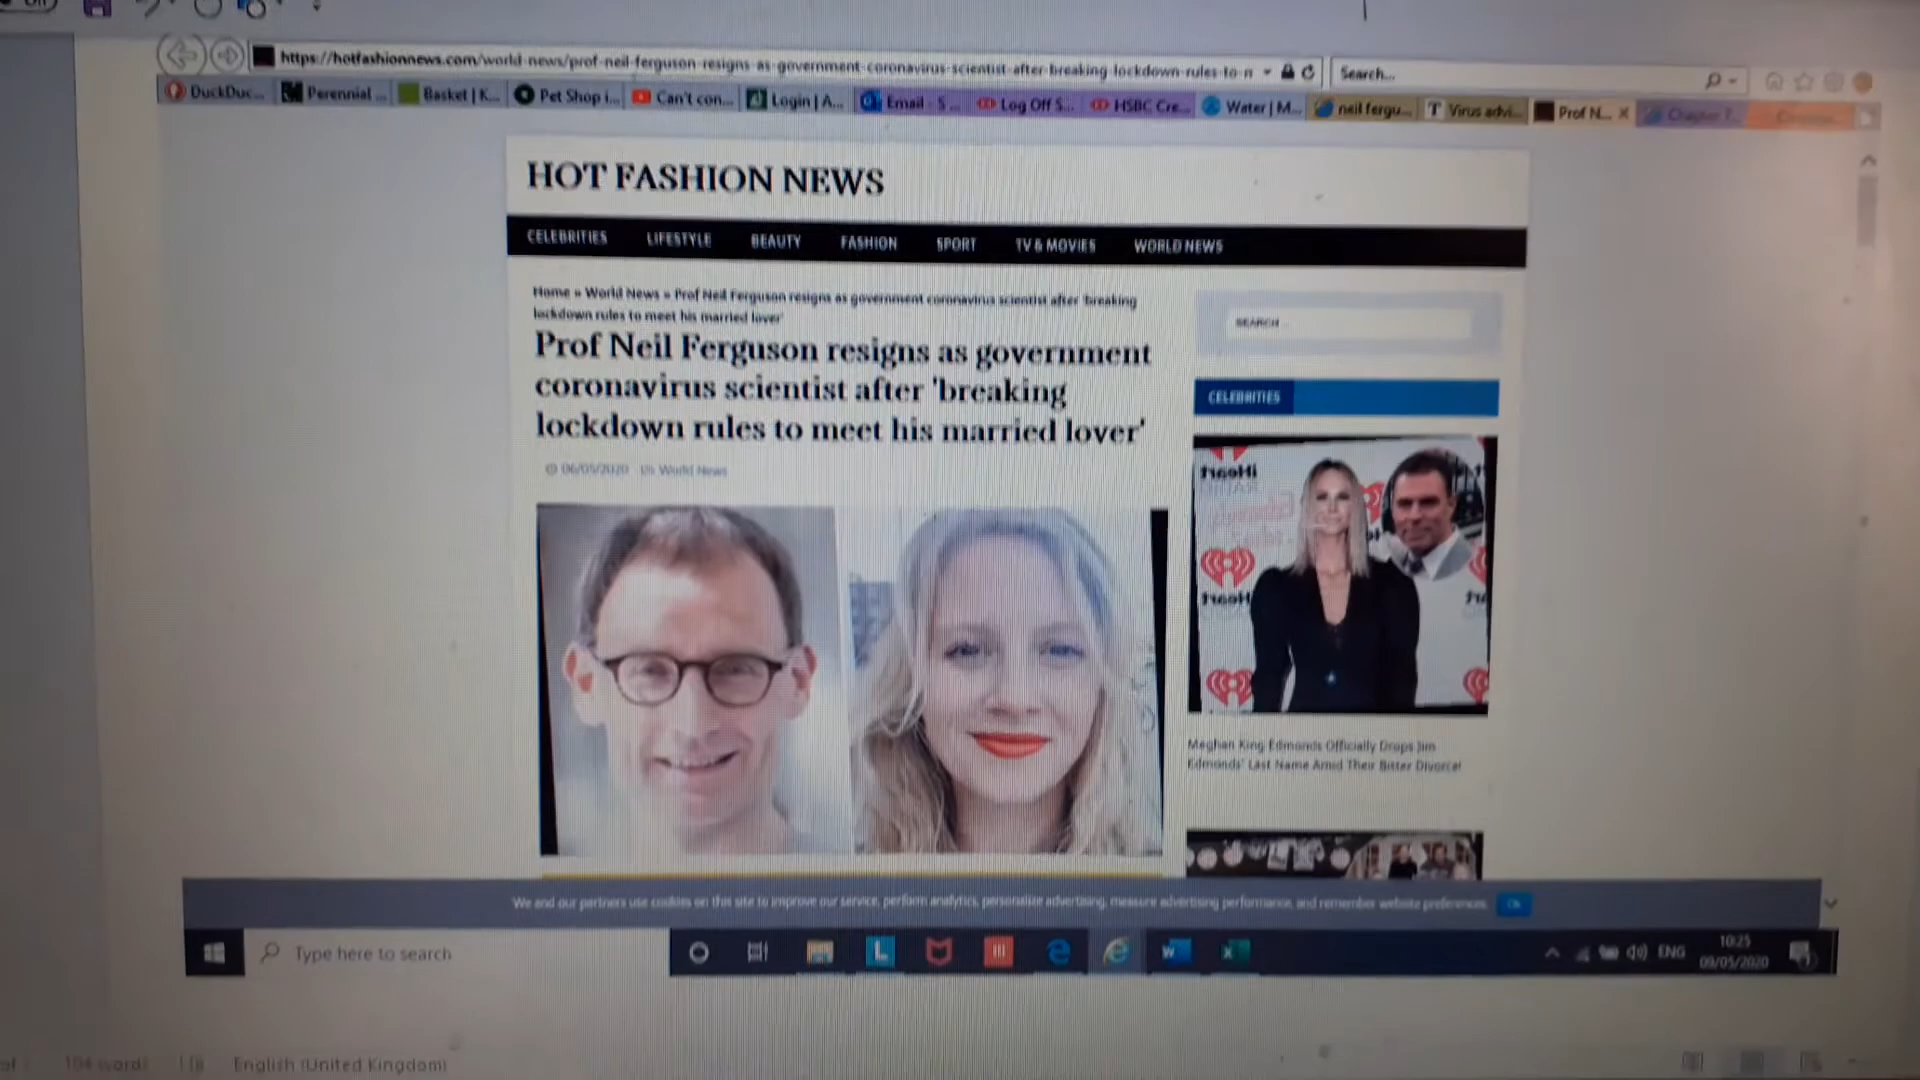 https://hotfashionnews.com/world-news/prof-neil-ferguson-resigns-as-government-coronavirus-scientist-after-breaking-lockdown-rules-to-n
Search...
DuckDuc... Perennial ... Basket | K... Pet Shop i... Can't con... Login | A... Email - S ... Log Off S... HSBC Cre... Water | M... neil fergu... Virus advi... Prof N...
HOT FASHION NEWS
CELEBRITIES LIFESTYLE BEAUTY FASHION SPORT TV & MOVIES WORLD NEWS
Home » World News » Prof Neil Ferguson resigns as government coronavirus scientist after 'breaking
lockdown rules to meet his married lover'
SEARCH ...
Prof Neil Ferguson resigns as government
coronavirus scientist after 'breaking
lockdown rules to meet his married lover'
CELEBRITIES
06/05/2020 World News
Meghan King Edmonds Officially Drops Jim
Edmonds' Last Name Amid Their Bitter Divorce!
We and our partners use cookies on this site to improve our service, perform analytics, personalize advertising, measure advertising performance, and remember website preferences. Ok
Type here to search
ENG
10:25
09/05/2020
104 words English (United Kingdom)